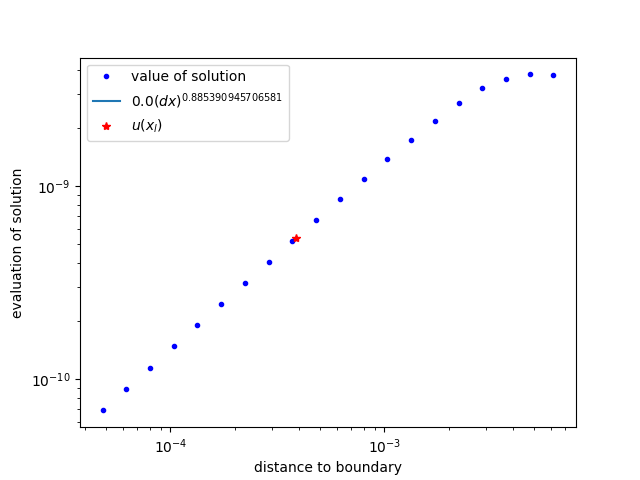 value of solution
0.0(dx)^0.885390945706581
u(x_l)
evaluation of solution
10^-9
10^-10
10^-4
10^-3
distance to boundary